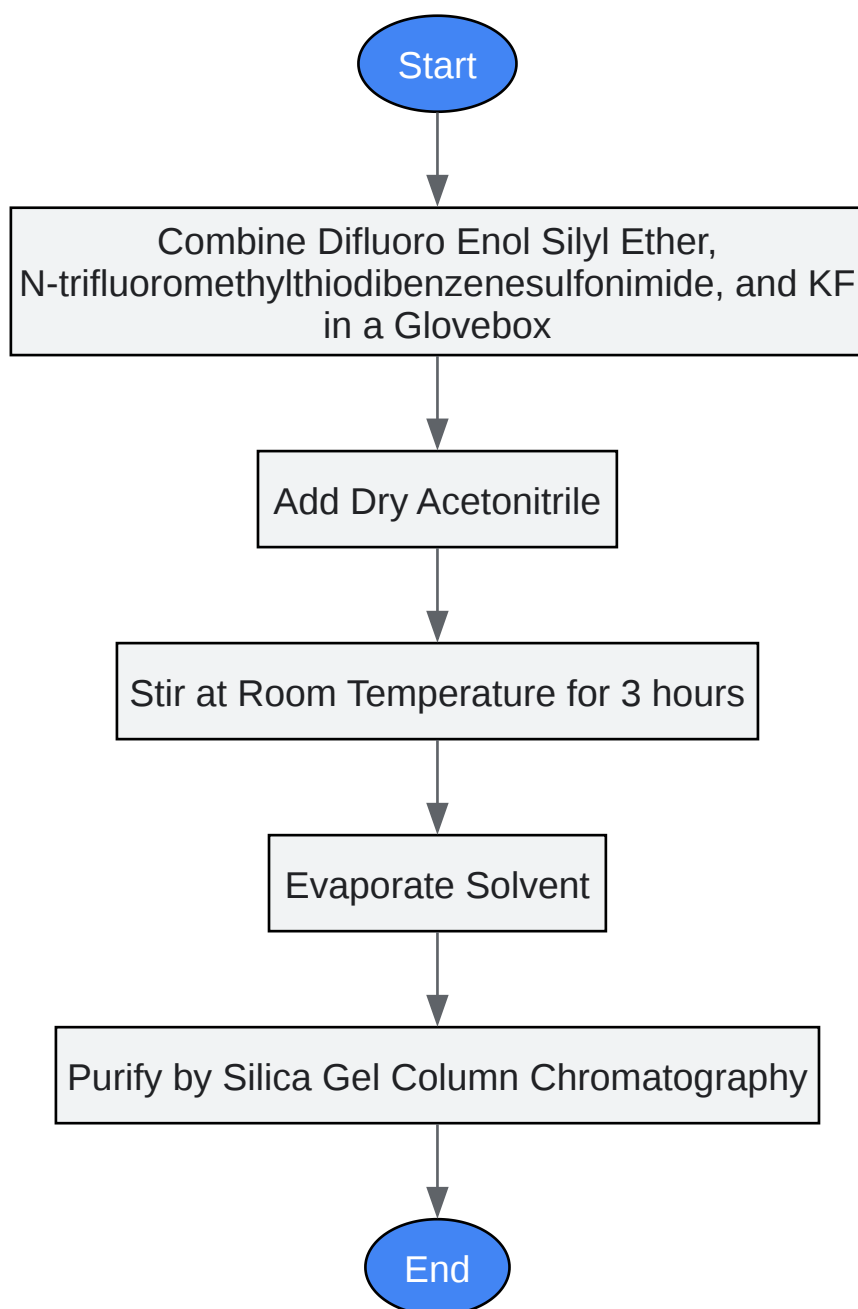 Start
Combine Difluoro Enol Silyl Ether,
N-trifluoromethylthiodibenzenesulfonimide, and KF
in a Glovebox
Add Dry Acetonitrile
Stir at Room Temperature for 3 hours
Evaporate Solvent
Purify by Silica Gel Column Chromatography
End